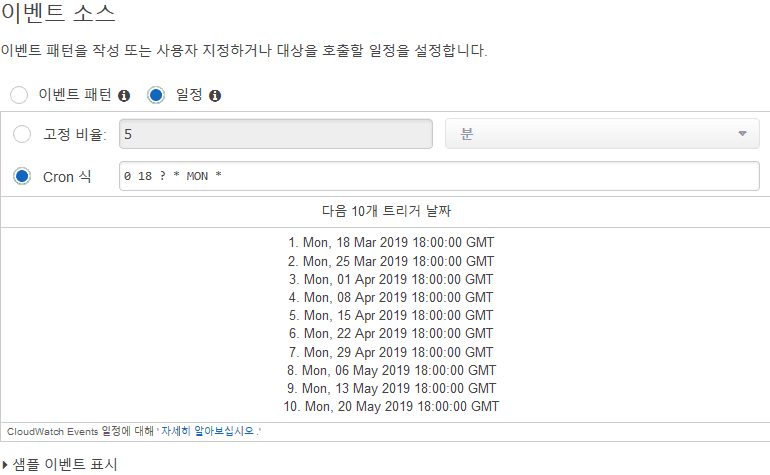 이벤트 소스
이벤트 패턴을 작성 또는 사용자 지정하거나 대상을 호출할 일정을 설정합니다.
이벤트 패턴 일정
고정 비율: 5 분
Cron 식 0 18 ? * MON *
다음 10개 트리거 날짜
1. Mon, 18 Mar 2019 18:00:00 GMT
2. Mon, 25 Mar 2019 18:00:00 GMT
3. Mon, 01 Apr 2019 18:00:00 GMT
4. Mon, 08 Apr 2019 18:00:00 GMT
5. Mon, 15 Apr 2019 18:00:00 GMT
6. Mon, 22 Apr 2019 18:00:00 GMT
7. Mon, 29 Apr 2019 18:00:00 GMT
8. Mon, 06 May 2019 18:00:00 GMT
9. Mon, 13 May 2019 18:00:00 GMT
10. Mon, 20 May 2019 18:00:00 GMT
CloudWatch Events 일정에 대해 ' 자세히 알아보십시오 .'
샘플 이벤트 표시